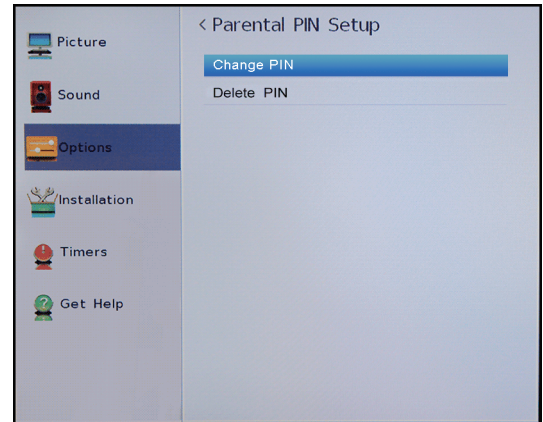 < Parental PIN Setup
Picture
Change PIN
Delete PIN
Sound
Options
Installation
Timers
Get Help